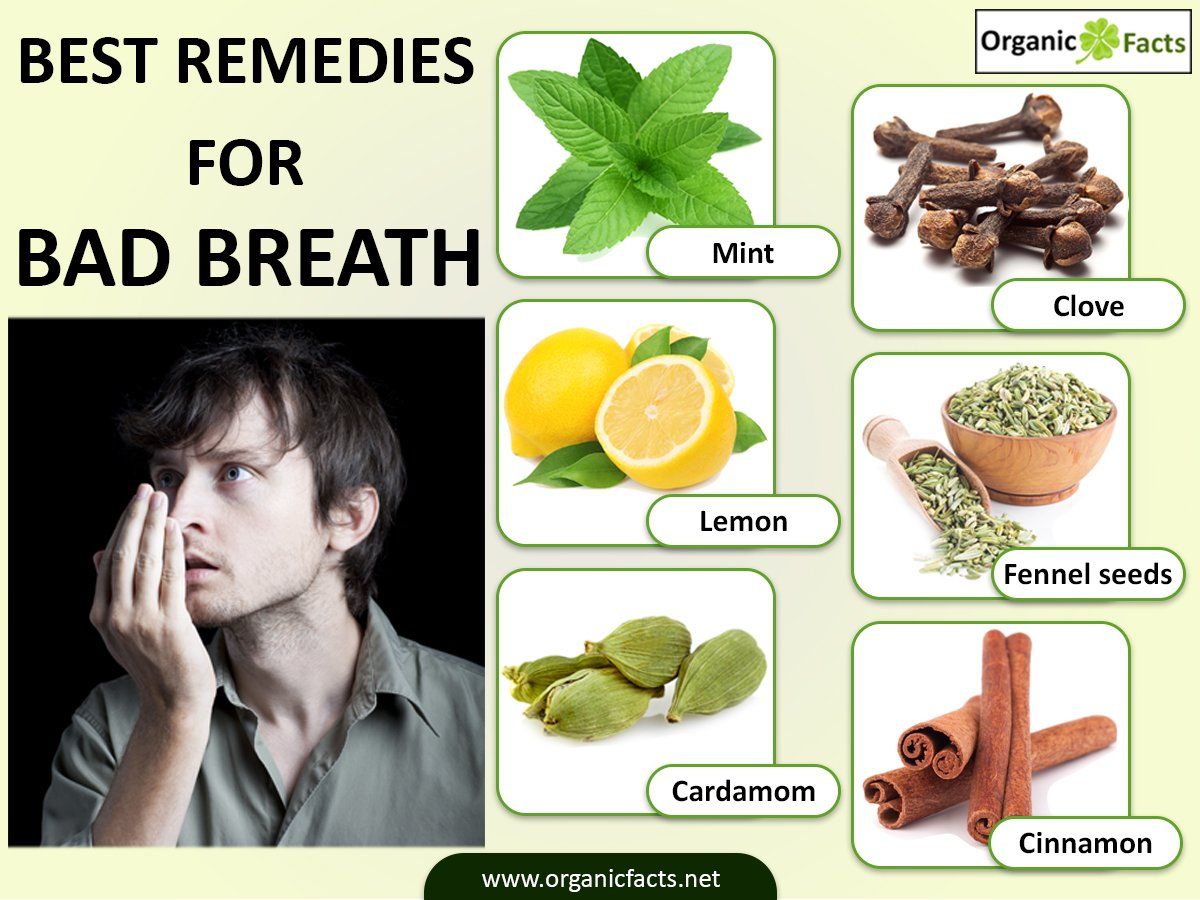 BEST REMEDIES
FOR
BAD BREATH
Organic Facts
Mint
Clove
Lemon
Fennel seeds
Cardamom
Cinnamon
www.organicfacts.net